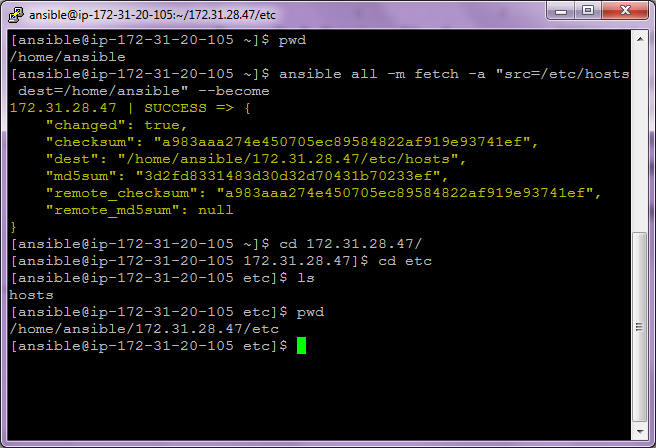 ansible@ip-172-31-20-105:~/172.31.28.47/etc
[ansible@ip-172-31-20-105 ~]$ pwd
/home/ansible
[ansible@ip-172-31-20-105 ~]$ ansible all -m fetch -a "src=/etc/hosts
 dest=/home/ansible" --become
172.31.28.47 | SUCCESS => {
    "changed": true,
    "checksum": "a983aaa274e450705ec89584822af919e93741ef",
    "dest": "/home/ansible/172.31.28.47/etc/hosts",
    "md5sum": "3d2fd8331483d30d32d70431b70233ef",
    "remote_checksum": "a983aaa274e450705ec89584822af919e93741ef",
    "remote_md5sum": null
}
[ansible@ip-172-31-20-105 ~]$ cd 172.31.28.47/
[ansible@ip-172-31-20-105 172.31.28.47]$ cd etc
[ansible@ip-172-31-20-105 etc]$ ls
hosts
[ansible@ip-172-31-20-105 etc]$ pwd
/home/ansible/172.31.28.47/etc
[ansible@ip-172-31-20-105 etc]$